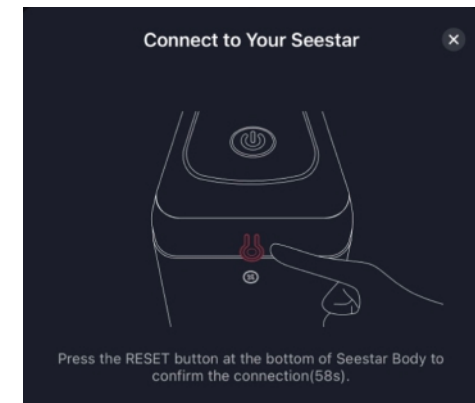 Connect to Your Seestar
Press the RESET button at the bottom of Seestar Body to
confirm the connection(58s).